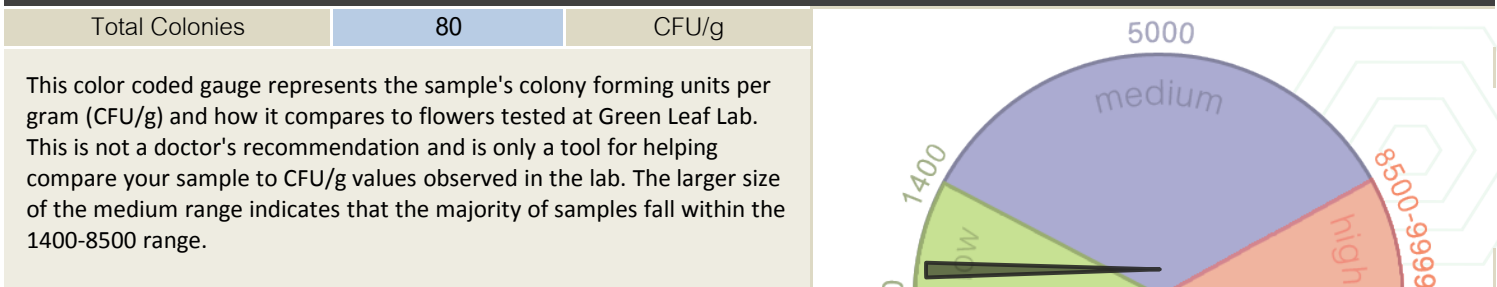 Total Colonies 80 CFU/g
This color coded gauge represents the sample's colony forming units per
gram (CFU/g) and how it compares to flowers tested at Green Leaf Lab.
This is not a doctor's recommendation and is only a tool for helping
compare your sample to CFU/g values observed in the lab. The larger size
of the medium range indicates that the majority of samples fall within the
1400-8500 range.
5000
medium
1400
8500-9999
low
high